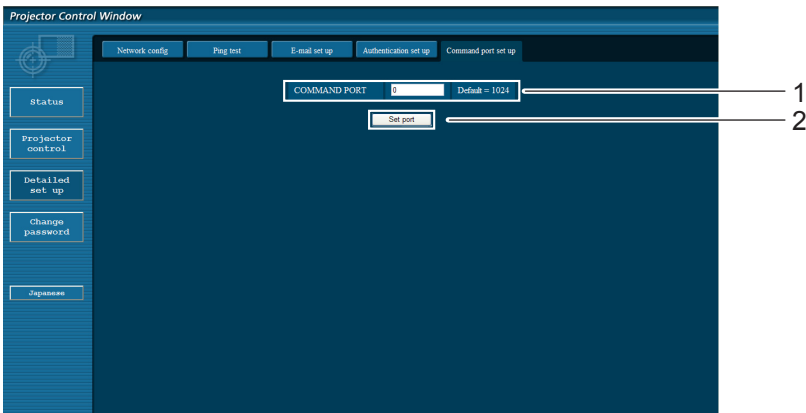 Projector Control Window
Network config
Ping test
E-mail set up
Authentication set up
Command port set up
Status
Projector
control
Detailed
set up
Change
password
Japanese
COMMAND PORT 0 Default = 1024
Set port
1
2